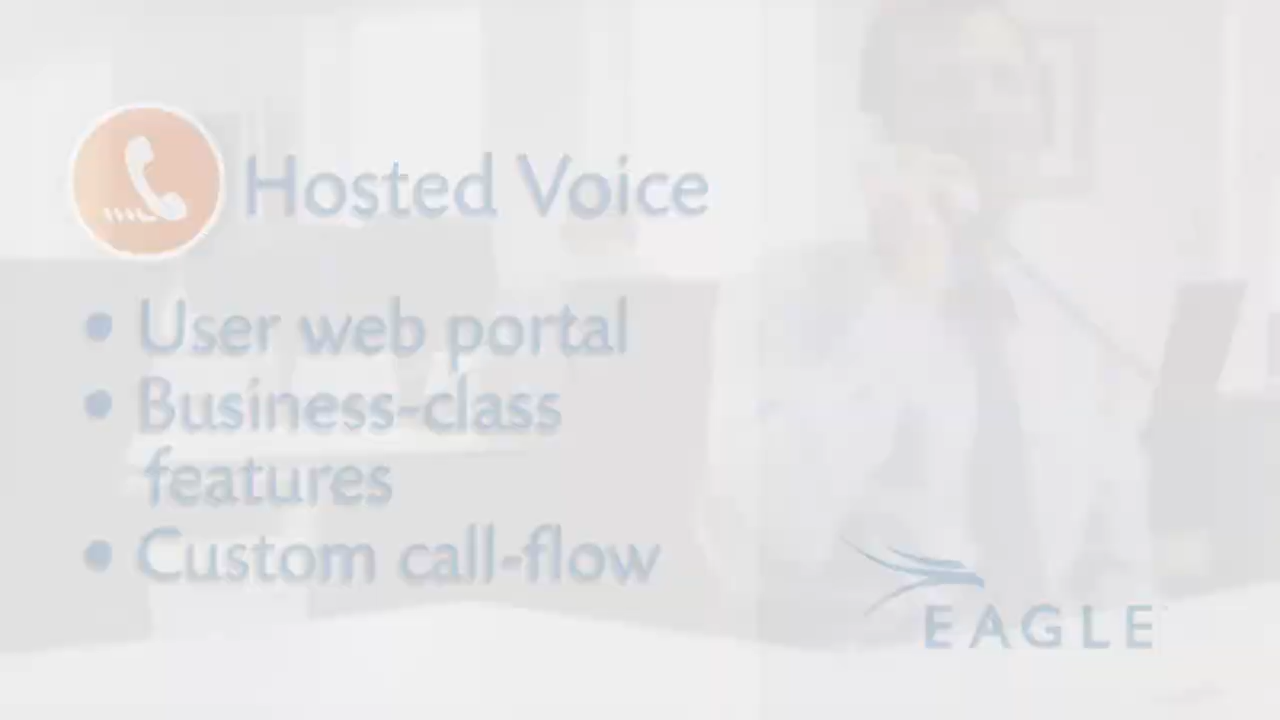 Hosted Voice
• User web portal
• Business-class
features
• Custom call-flow
EAGLE